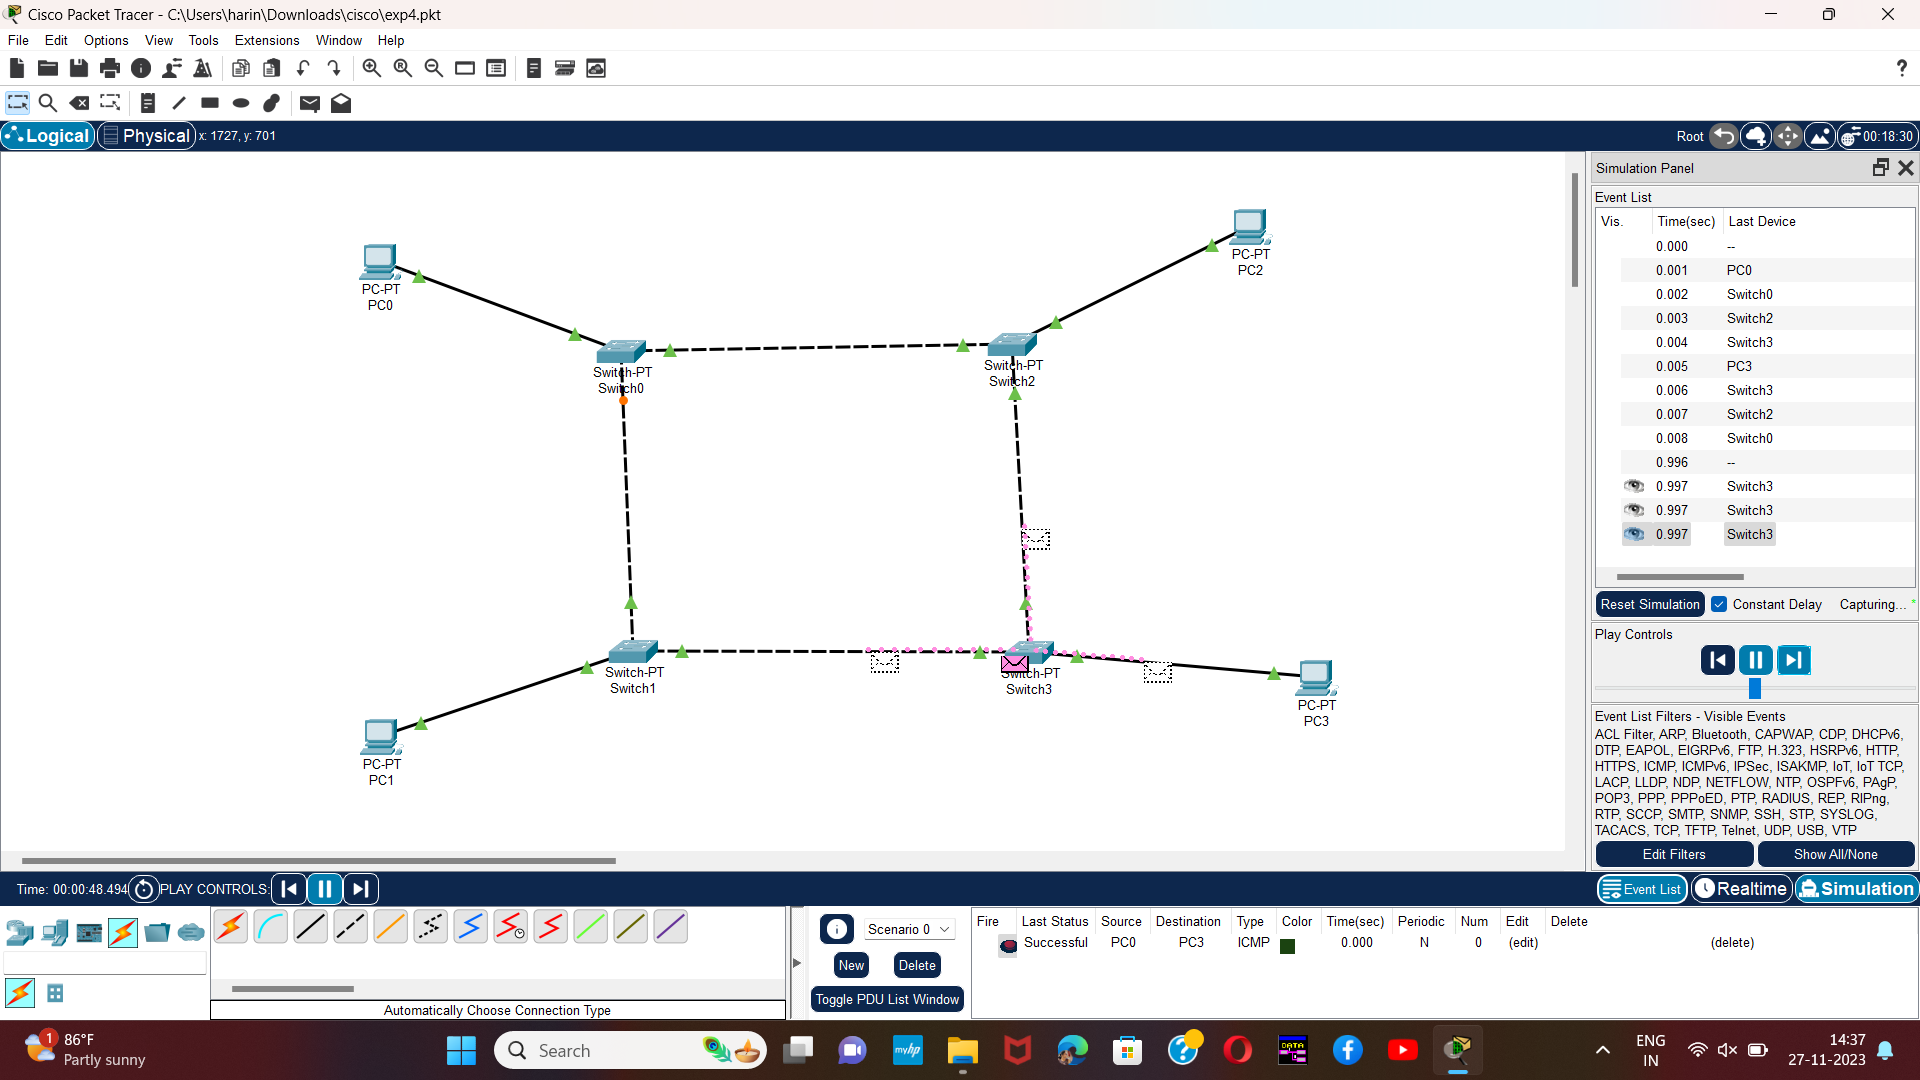 Cisco Packet Tracer - C:\Users\harin\Downloads\cisco\exp4.pkt
File Edit Options View Tools Extensions Window Help
?
Logical Physical x: 1727, y: 701
Root 00:18:30
PC-PT
PC0
PC-PT
PC2
Switch-PT
Switch0
Switch-PT
Switch2
Switch-PT
Switch1
Switch-PT
Switch3
PC-PT
PC3
PC-PT
PC1
Simulation Panel
Event List
Vis. Time(sec) Last Device
0.000 --
0.001 PC0
0.002 Switch0
0.003 Switch2
0.004 Switch3
0.005 PC3
0.006 Switch3
0.007 Switch2
0.008 Switch0
0.996 --
0.997 Switch3
0.997 Switch3
0.997 Switch3
Reset Simulation Constant Delay Capturing...
Play Controls
Event List Filters - Visible Events
ACL Filter, ARP, Bluetooth, CAPWAP, CDP, DHCPv6,
DTP, EAPOL, EIGRPv6, FTP, H.323, HSRPv6, HTTP,
HTTPS, ICMP, ICMPv6, IPSec, ISAKMP, IoT, IoT TCP,
LACP, LLDP, NDP, NETFLOW, NTP, OSPFv6, PAgP,
POP3, PPP, PPPoED, PTP, RADIUS, REP, RIPng,
RTP, SCCP, SMTP, SNMP, SSH, STP, SYSLOG,
TACACS, TCP, TFTP, Telnet, UDP, USB, VTP
Edit Filters Show All/None
Time: 00:00:48.494 PLAY CONTROLS:
Event List Realtime Simulation
Automatically Choose Connection Type
Scenario 0
New Delete
Toggle PDU List Window
Fire Last Status Source Destination Type Color Time(sec) Periodic Num Edit Delete
Successful PC0 PC3 ICMP 0.000 N 0 (edit) (delete)
1
86°F
Partly sunny
Search
myhp
DATA
ENG
IN
14:37
27-11-2023